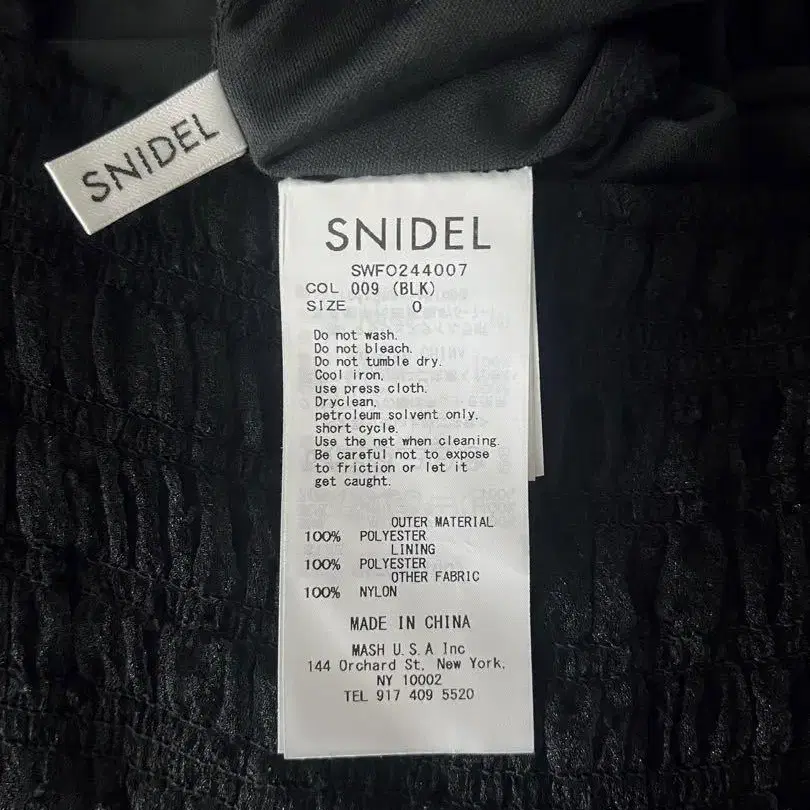 SNIDEL
SNIDEL
SWFO244007
COL 009 (BLK)
SIZE 0
Do not wash.
Do not bleach.
Do not tumble dry.
Cool iron,
use press cloth.
Dryclean,
petroleum solvent only,
short cycle.
Use the net when cleaning.
Be careful not to expose
to friction or let it
get caught.
OUTER MATERIAL
100% POLYESTER
LINING
100% POLYESTER
OTHER FABRIC
100% NYLON
MADE IN CHINA
MASH U.S.A Inc
144 Orchard St, New York,
NY 10002
TEL 917 409 5520